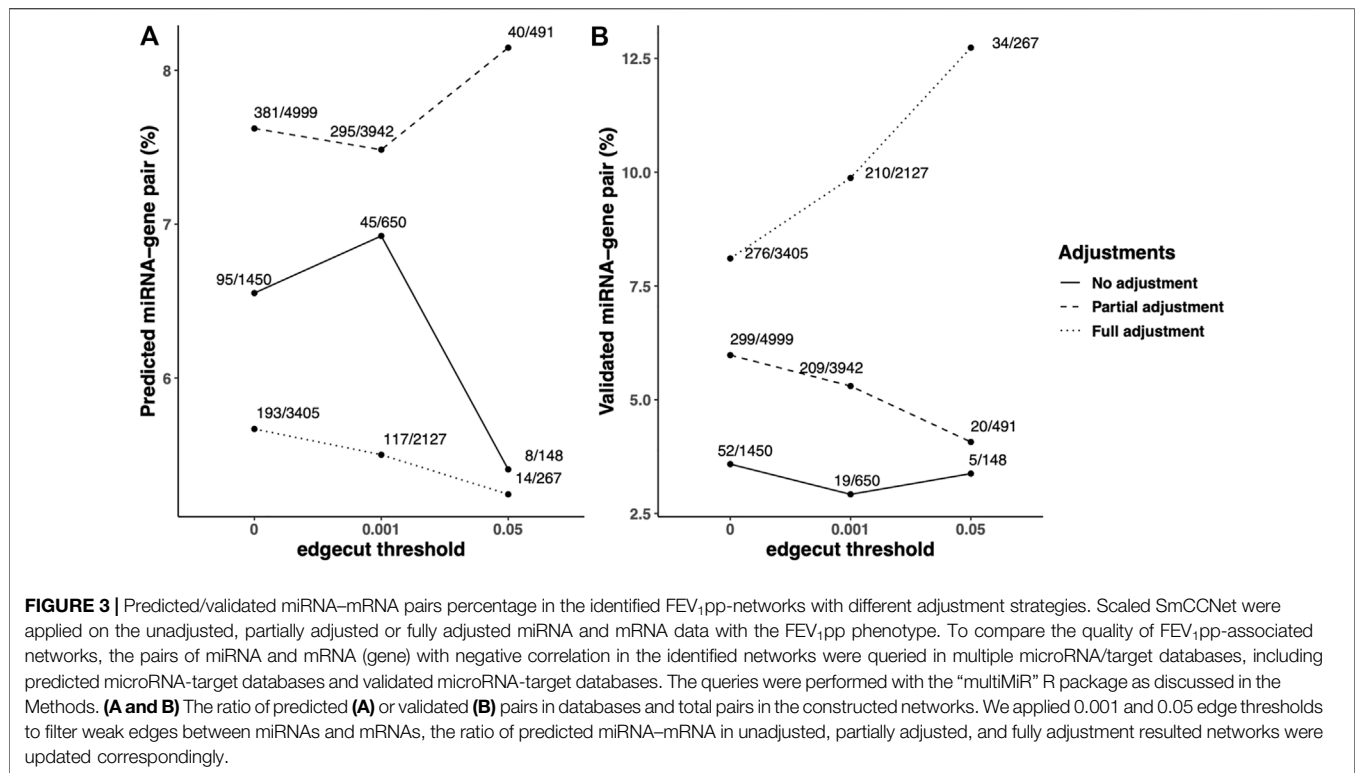 A
Predicted miRNA–gene pair (%)
8
7
6
40/491
381/4999
295/3942
45/650
95/1450
193/3405
117/2127
8/148
14/267
0
0.001
0.05
edgecut threshold
B
Validated miRNA–gene pair (%)
12.5
10.0
7.5
5.0
2.5
34/267
210/2127
276/3405
299/4999
209/3942
20/491
52/1450
19/650
5/148
0
0.001
0.05
edgecut threshold
Adjustments
No adjustment
Partial adjustment
Full adjustment
FIGURE 3 | Predicted/validated miRNA–mRNA pairs percentage in the identified FEV₁pp-networks with different adjustment strategies. Scaled SmCCNet were
applied on the unadjusted, partially adjusted or fully adjusted miRNA and mRNA data with the FEV₁pp phenotype. To compare the quality of FEV₁pp-associated
networks, the pairs of miRNA and mRNA (gene) with negative correlation in the identified networks were queried in multiple microRNA/target databases, including
predicted microRNA-target databases and validated microRNA-target databases. The queries were performed with the “multiMiR” R package as discussed in the
Methods. (A and B) The ratio of predicted (A) or validated (B) pairs in databases and total pairs in the constructed networks. We applied 0.001 and 0.05 edge thresholds
to filter weak edges between miRNAs and mRNAs, the ratio of predicted miRNA–mRNA in unadjusted, partially adjusted, and fully adjustment resulted networks were
updated correspondingly.